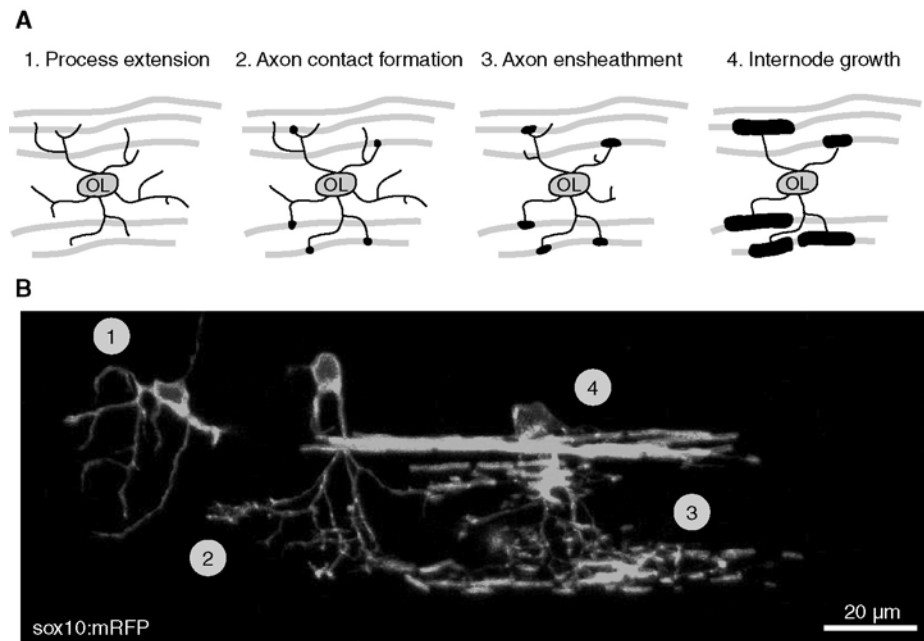 A
1. Process extension 2. Axon contact formation 3. Axon ensheathment 4. Internode growth
OL OL OL OL
B
1
4
3
2
sox10:mRFP
20 µm